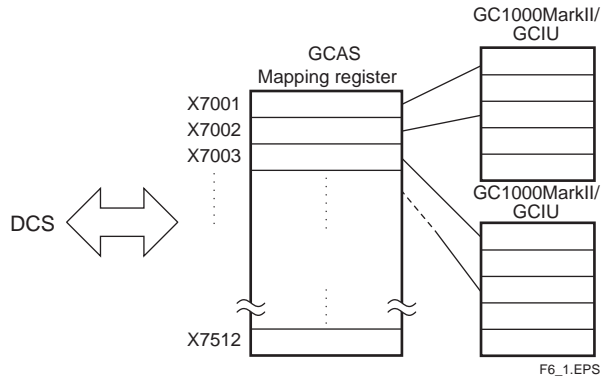 GC1000MarkII/
GCIU
GCAS
Mapping register
X7001
X7002
X7003
DCS
GC1000MarkII/
GCIU
X7512
F6_1.EPS